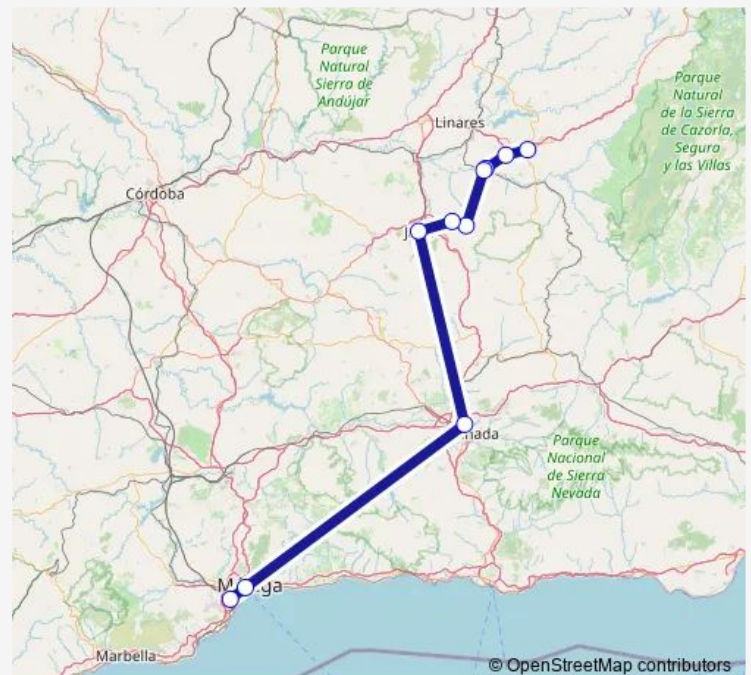 Parque
Natural
Sierra de
Andújar
Parque
Natural
de la Sierra
de Cazorla,
Segura
y las Villas
Linares
Córdoba
nada
Parque
Nacional
de Sierra
Nevada
Marbella
© OpenStreetMap contributors